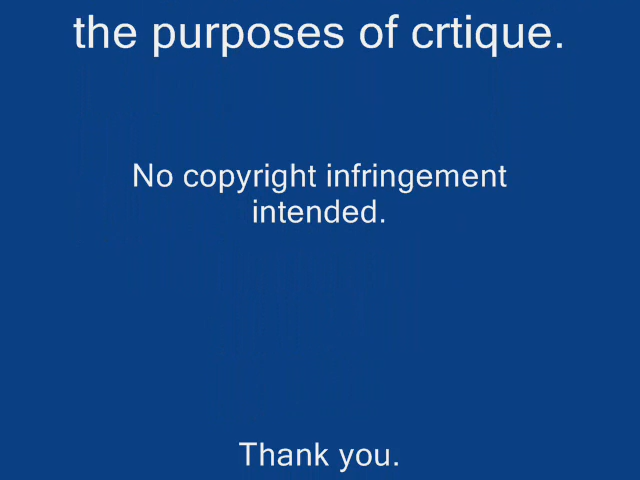 the purposes of crtique.
No copyright infringement
intended.
Thank you.